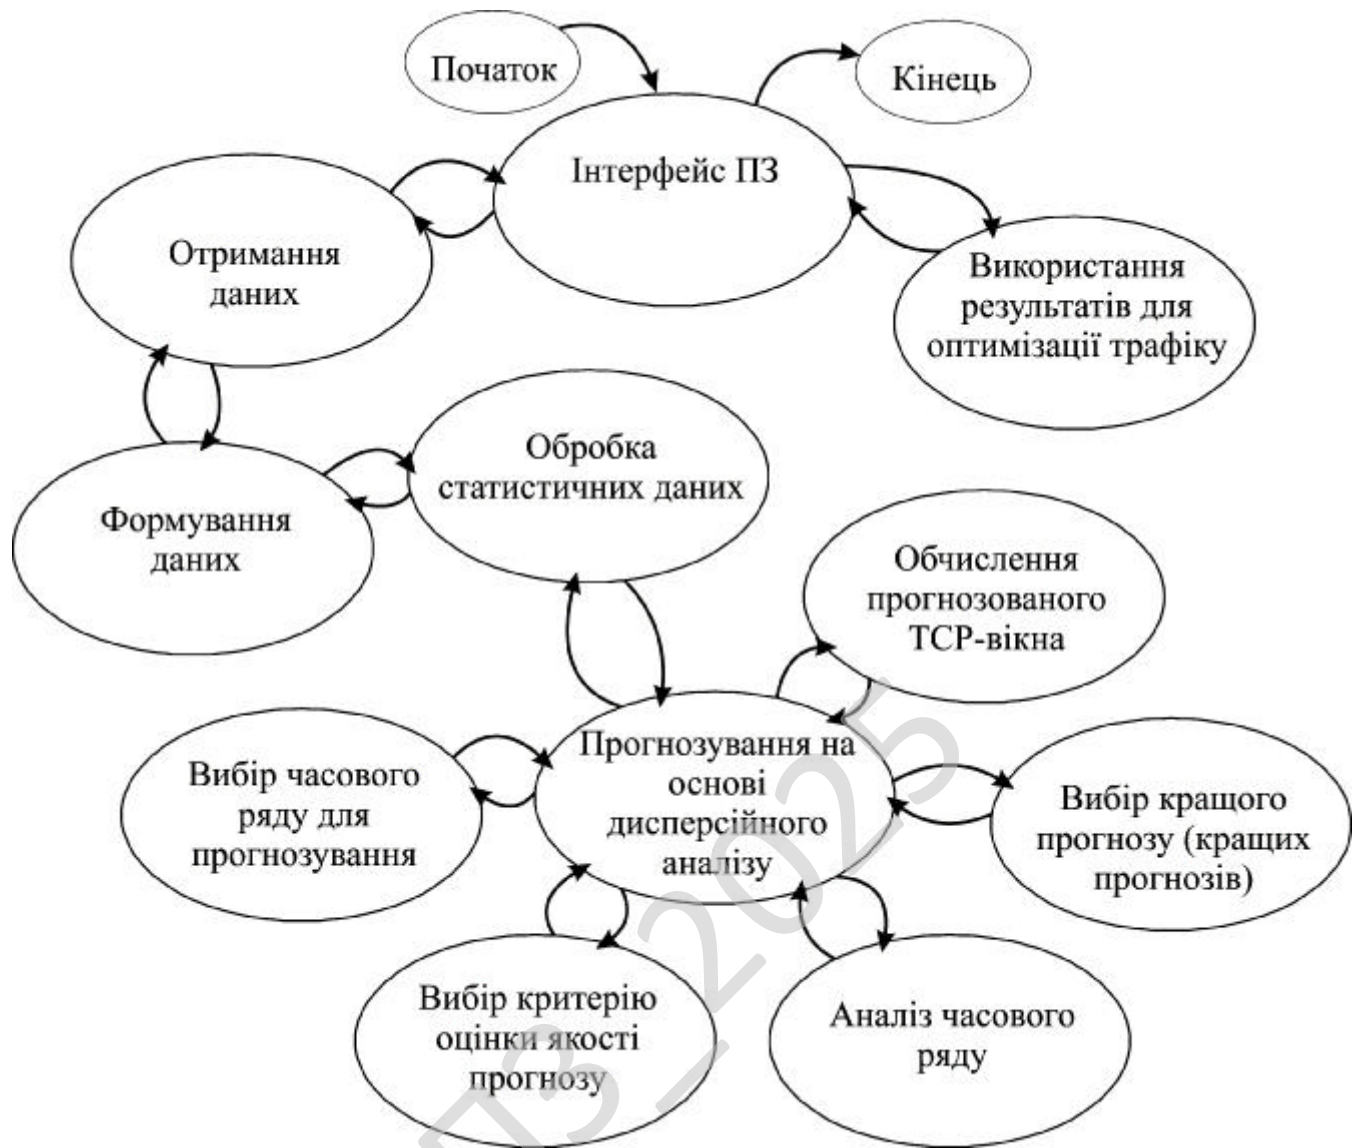 Початок
Кінець
Інтерфейс ПЗ
Отримання
даних
Використання
результатів для
оптимізації трафіку
Обробка
статистичних даних
Формування
даних
Обчислення
прогнозованого
TCP-вікна
Прогнозування на
основі
дисперсійного
аналізу
Вибір часового
ряду для
прогнозування
Вибір кращого
прогнозу (кращих
прогнозів)
Вибір критерію
оцінки якості
прогнозу
Аналіз часового
ряду
ПЗ_2025